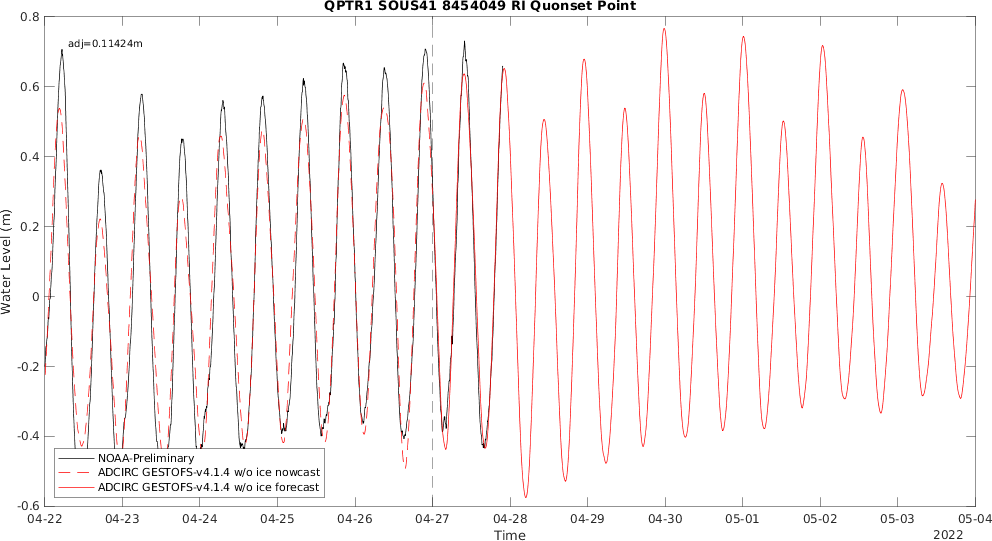 QPTR1 SOUS41 8454049 RI Quonset Point
adj=0.11424m
0.8
0.6
0.4
0.2
0
-0.2
-0.4
-0.6
Water Level (m)
NOAA-Preliminary
ADCIRC GESTOFS-v4.1.4 w/o ice nowcast
ADCIRC GESTOFS-v4.1.4 w/o ice forecast
04-22 04-23 04-24 04-25 04-26 04-27 04-28 04-29 04-30 05-01 05-02 05-03 05-04
Time
2022